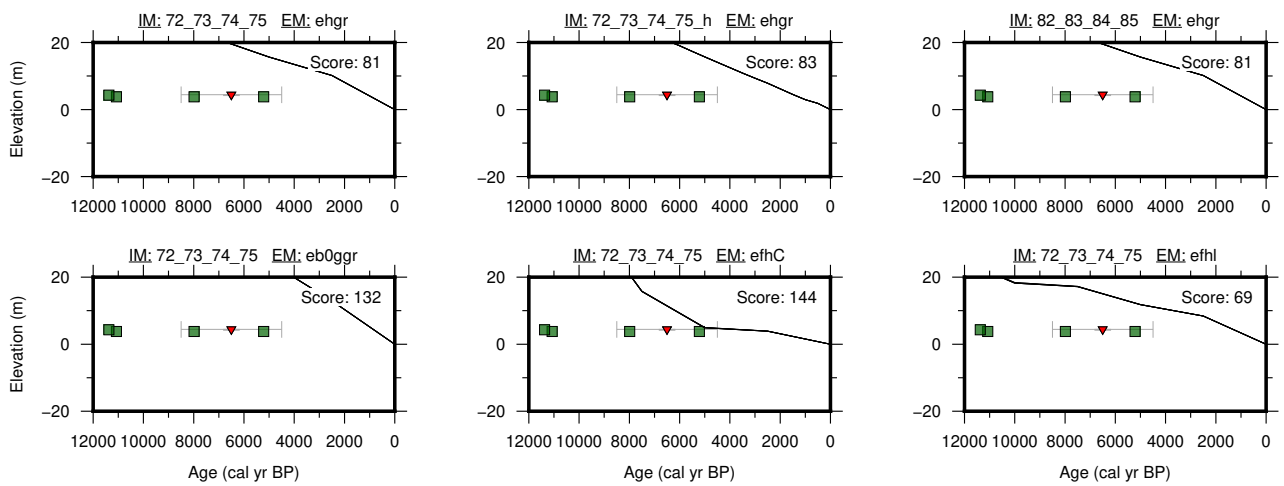 IM: 72_73_74_75 EM: ehgr
IM: 72_73_74_75_h EM: ehgr
IM: 82_83_84_85 EM: ehgr
20
0
−20
Elevation (m)
Score: 81
12000 10000 8000 6000 4000 2000 0
20
0
−20
Score: 83
12000 10000 8000 6000 4000 2000 0
20
0
−20
Score: 81
12000 10000 8000 6000 4000 2000 0
IM: 72_73_74_75 EM: eb0ggr
IM: 72_73_74_75 EM: efhC
IM: 72_73_74_75 EM: efhl
20
0
−20
Elevation (m)
Score: 132
12000 10000 8000 6000 4000 2000 0
Age (cal yr BP)
20
0
−20
Score: 144
12000 10000 8000 6000 4000 2000 0
Age (cal yr BP)
20
0
−20
Score: 69
12000 10000 8000 6000 4000 2000 0
Age (cal yr BP)